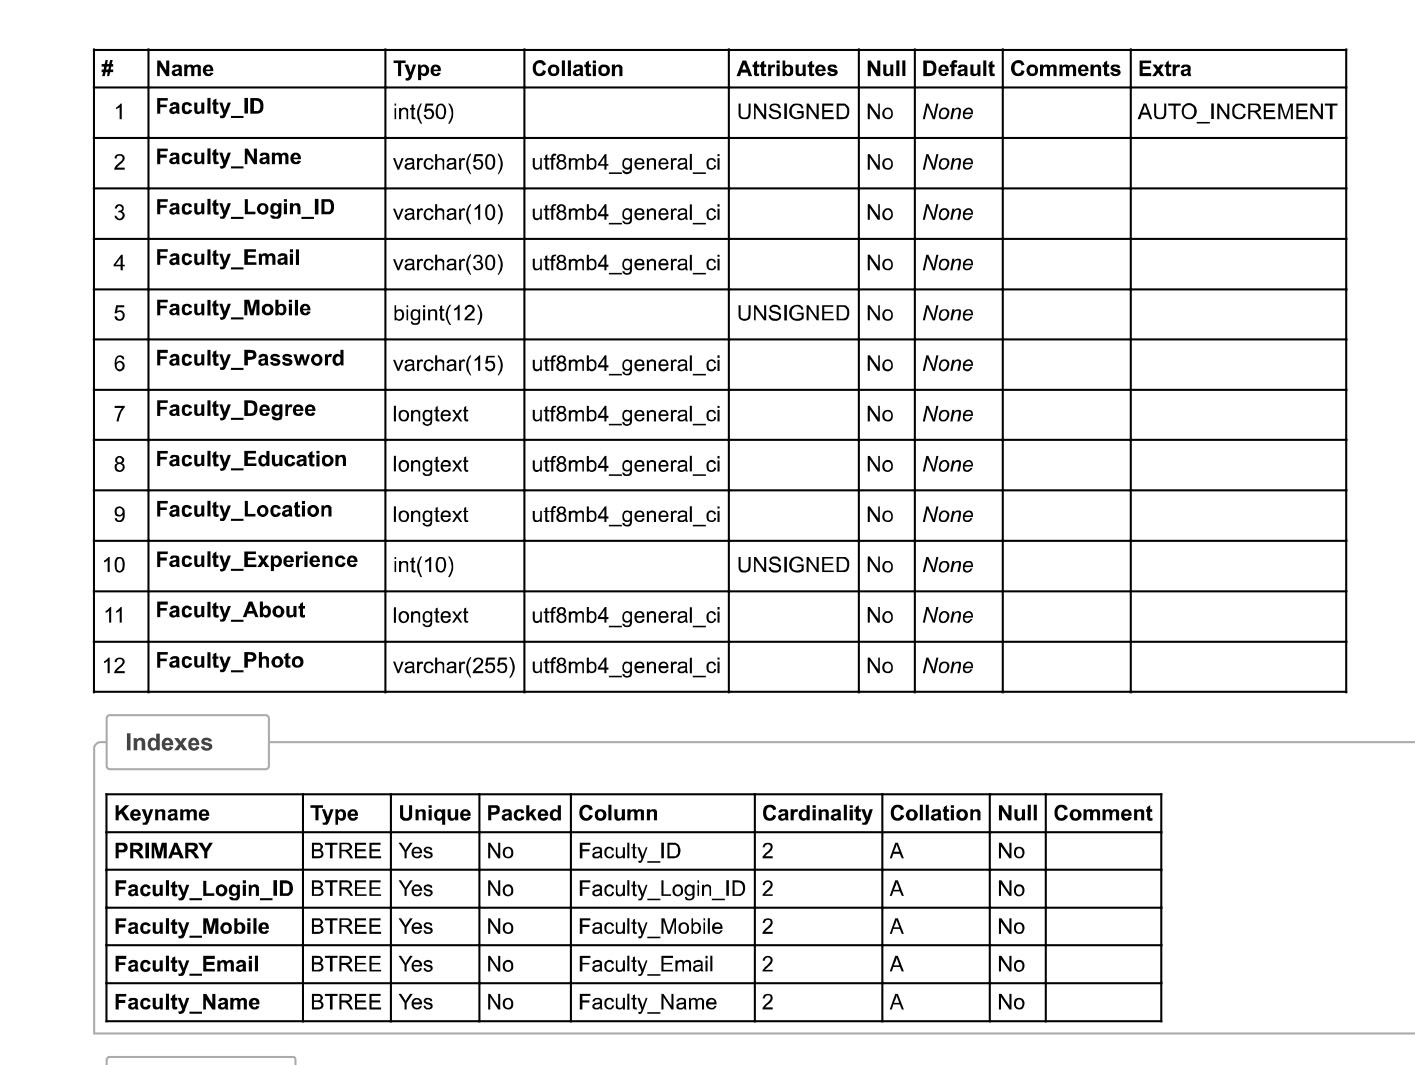 # Name Type Collation Attributes Null Default Comments Extra
1 Faculty_ID int(50) UNSIGNED No None AUTO_INCREMENT
2 Faculty_Name varchar(50) utf8mb4_general_ci No None
3 Faculty_Login_ID varchar(10) utf8mb4_general_ci No None
4 Faculty_Email varchar(30) utf8mb4_general_ci No None
5 Faculty_Mobile bigint(12) UNSIGNED No None
6 Faculty_Password varchar(15) utf8mb4_general_ci No None
7 Faculty_Degree longtext utf8mb4_general_ci No None
8 Faculty_Education longtext utf8mb4_general_ci No None
9 Faculty_Location longtext utf8mb4_general_ci No None
10 Faculty_Experience int(10) UNSIGNED No None
11 Faculty_About longtext utf8mb4_general_ci No None
12 Faculty_Photo varchar(255) utf8mb4_general_ci No None
Indexes
Keyname Type Unique Packed Column Cardinality Collation Null Comment
PRIMARY BTREE Yes No Faculty_ID 2 A No
Faculty_Login_ID BTREE Yes No Faculty_Login_ID 2 A No
Faculty_Mobile BTREE Yes No Faculty_Mobile 2 A No
Faculty_Email BTREE Yes No Faculty_Email 2 A No
Faculty_Name BTREE Yes No Faculty_Name 2 A No